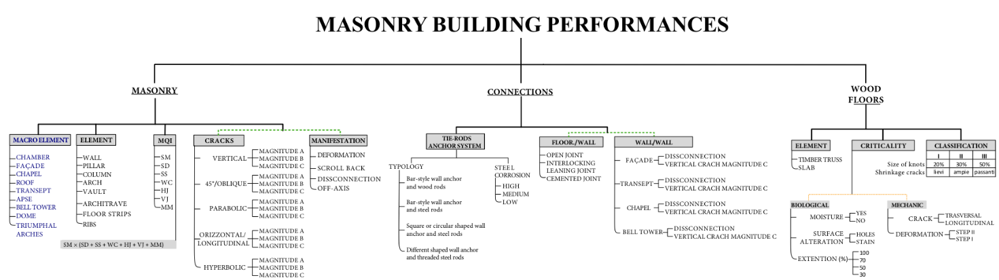 MASONRY BUILDING PERFORMANCES
MASONRY
MACRO ELEMENT
CHAMBER
FAÇADE
CHAPEL
ROOF
TRANSEPT
APSE
BELL TOWER
DOME
TRIUMPHAL
ARCHES
ELEMENT
WALL
PILLAR
COLUMN
ARCH
VAULT
ARCHITRAVE
FLOOR STRIPS
RIBS
MQI
SM
SD
SS
WC
HJ
VJ
MM
SM × (SD + SS + WC + HJ + VJ + MM)
CRACKS
VERTICAL
MAGNITUDE A
MAGNITUDE B
MAGNITUDE C
45°/OBLIQUE
MAGNITUDE A
MAGNITUDE B
MAGNITUDE C
PARABOLIC
MAGNITUDE A
MAGNITUDE B
MAGNITUDE C
ORIZZONTAL/
LONGITUDINAL
MAGNITUDE A
MAGNITUDE B
MAGNITUDE C
HYPERBOLIC
MAGNITUDE A
MAGNITUDE B
MAGNITUDE C
MANIFESTATION
DEFORMATION
SCROLL BACK
DISSCONNECTION
OFF-AXIS
CONNECTIONS
TIE-RODS
ANCHOR SYSTEM
TYPOLOGY
Bar-style wall anchor
and wood rods
Bar-style wall anchor
and steel rods
Square or circular shaped wall
anchor and steel rods
Different shaped wall anchor
and threaded steel rods
STEEL
CORROSION
HIGH
MEDIUM
LOW
FLOOR./WALL
OPEN JOINT
INTERLOCKING
LEANING JOINT
CEMENTED JOINT
WALL/WALL
FAÇADE
DISSCONNECTION
VERTICAL CRACH MAGNITUDE C
TRANSEPT
DISSCONNECTION
VERTICAL CRACH MAGNITUDE C
CHAPEL
DISSCONNECTION
VERTICAL CRACH MAGNITUDE C
BELL TOWER
DISSCONNECTION
VERTICAL CRACH MAGNITUDE C
WOOD
FLOORS
ELEMENT
TIMBER TRUSS
SLAB
CRITICALITY
BIOLOGICAL
MOISTURE
YES
NO
SURFACE
ALTERATION
HOLES
STAIN
EXTENTION (%)
100
70
50
30
MECHANIC
CRACK
TRASVERSAL
LONGITUDINAL
DEFORMATION
STEP II
STEP I
CLASSIFICATION
I II III
Size of knots 20% 30% 50%
Shrinkage cracks lievi ampie passanti